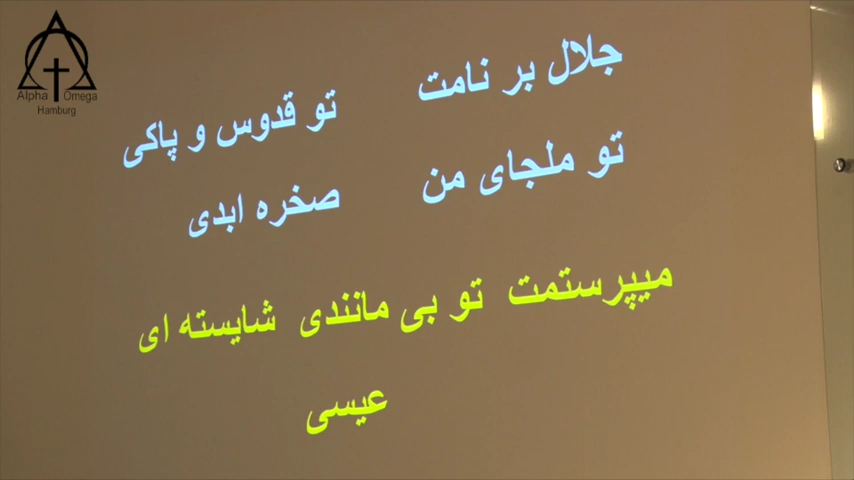 Alpha Omega
Hamburg
جلال بر نامت تو قدوس و پاکی
تو ملجای من صخره ابدی
میپرستمت تو بی مانندی شایسته ای
عیسی